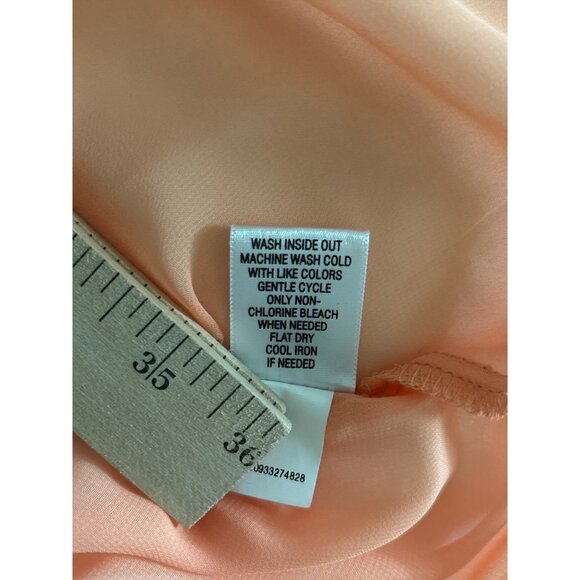 WASH INSIDE OUT
MACHINE WASH COLD
WITH LIKE COLORS
GENTLE CYCLE
ONLY NON-
CHLORINE BLEACH
WHEN NEEDED
FLAT DRY
COOL IRON
IF NEEDED
35
36
0933274828